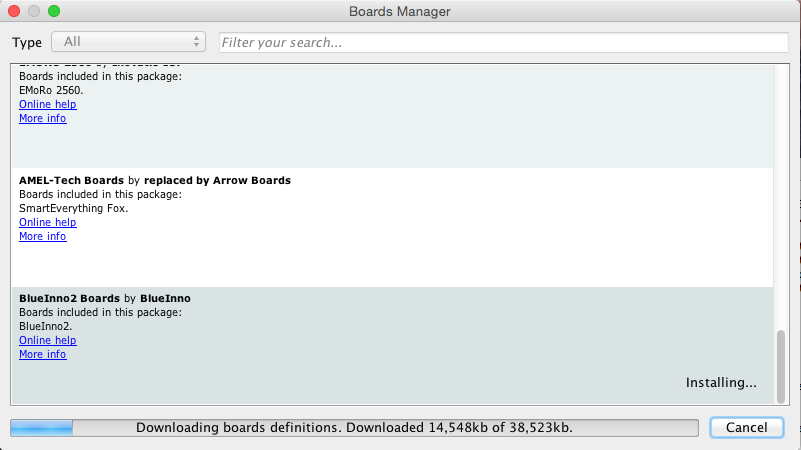 Boards Manager
Type All Filter your search...
Boards included in this package:
EMoRo 2560.
Online help
More info
AMEL-Tech Boards by replaced by Arrow Boards
Boards included in this package:
SmartEverything Fox.
Online help
More info
BlueInno2 Boards by BlueInno
Boards included in this package:
BlueInno2.
Online help
More info
Installing...
Downloading boards definitions. Downloaded 14,548kb of 38,523kb. Cancel